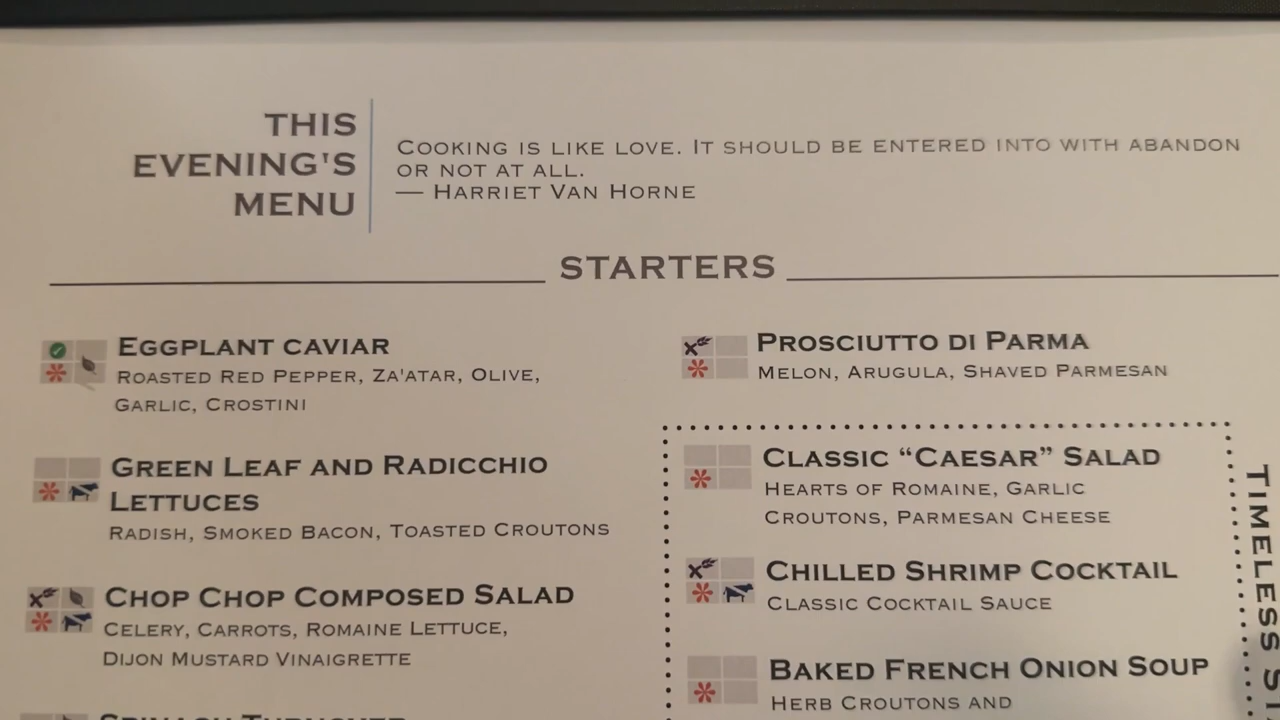 THIS
EVENING'S
MENU
COOKING IS LIKE LOVE. IT SHOULD BE ENTERED INTO WITH ABANDON
OR NOT AT ALL.
— HARRIET VAN HORNE
STARTERS
EGGPLANT CAVIAR
ROASTED RED PEPPER, ZA'ATAR, OLIVE,
GARLIC, CROSTINI
GREEN LEAF AND RADICCHIO
LETTUCES
RADISH, SMOKED BACON, TOASTED CROUTONS
CHOP CHOP COMPOSED SALAD
CELERY, CARROTS, ROMAINE LETTUCE,
DIJON MUSTARD VINAIGRETTE
PROSCIUTTO DI PARMA
MELON, ARUGULA, SHAVED PARMESAN
CLASSIC “CAESAR” SALAD
HEARTS OF ROMAINE, GARLIC
CROUTONS, PARMESAN CHEESE
CHILLED SHRIMP COCKTAIL
CLASSIC COCKTAIL SAUCE
BAKED FRENCH ONION SOUP
HERB CROUTONS AND
TIMELESS